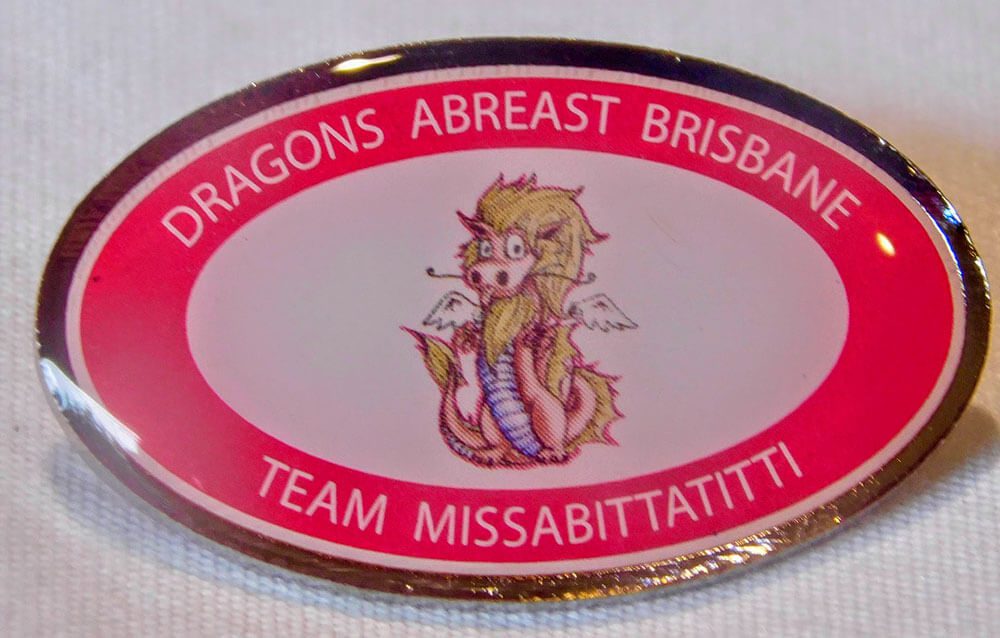 DRAGONS ABREAST BRISBANE
TEAM MISSABITTATITTI